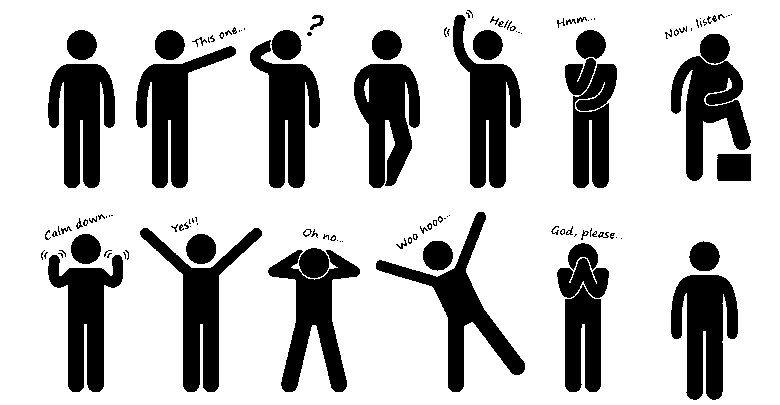 This one...
?
Hello...
Hmm...
Now, listen...
Calm down...
Yes!!!
Oh no...
Woo hooo...
God, please...